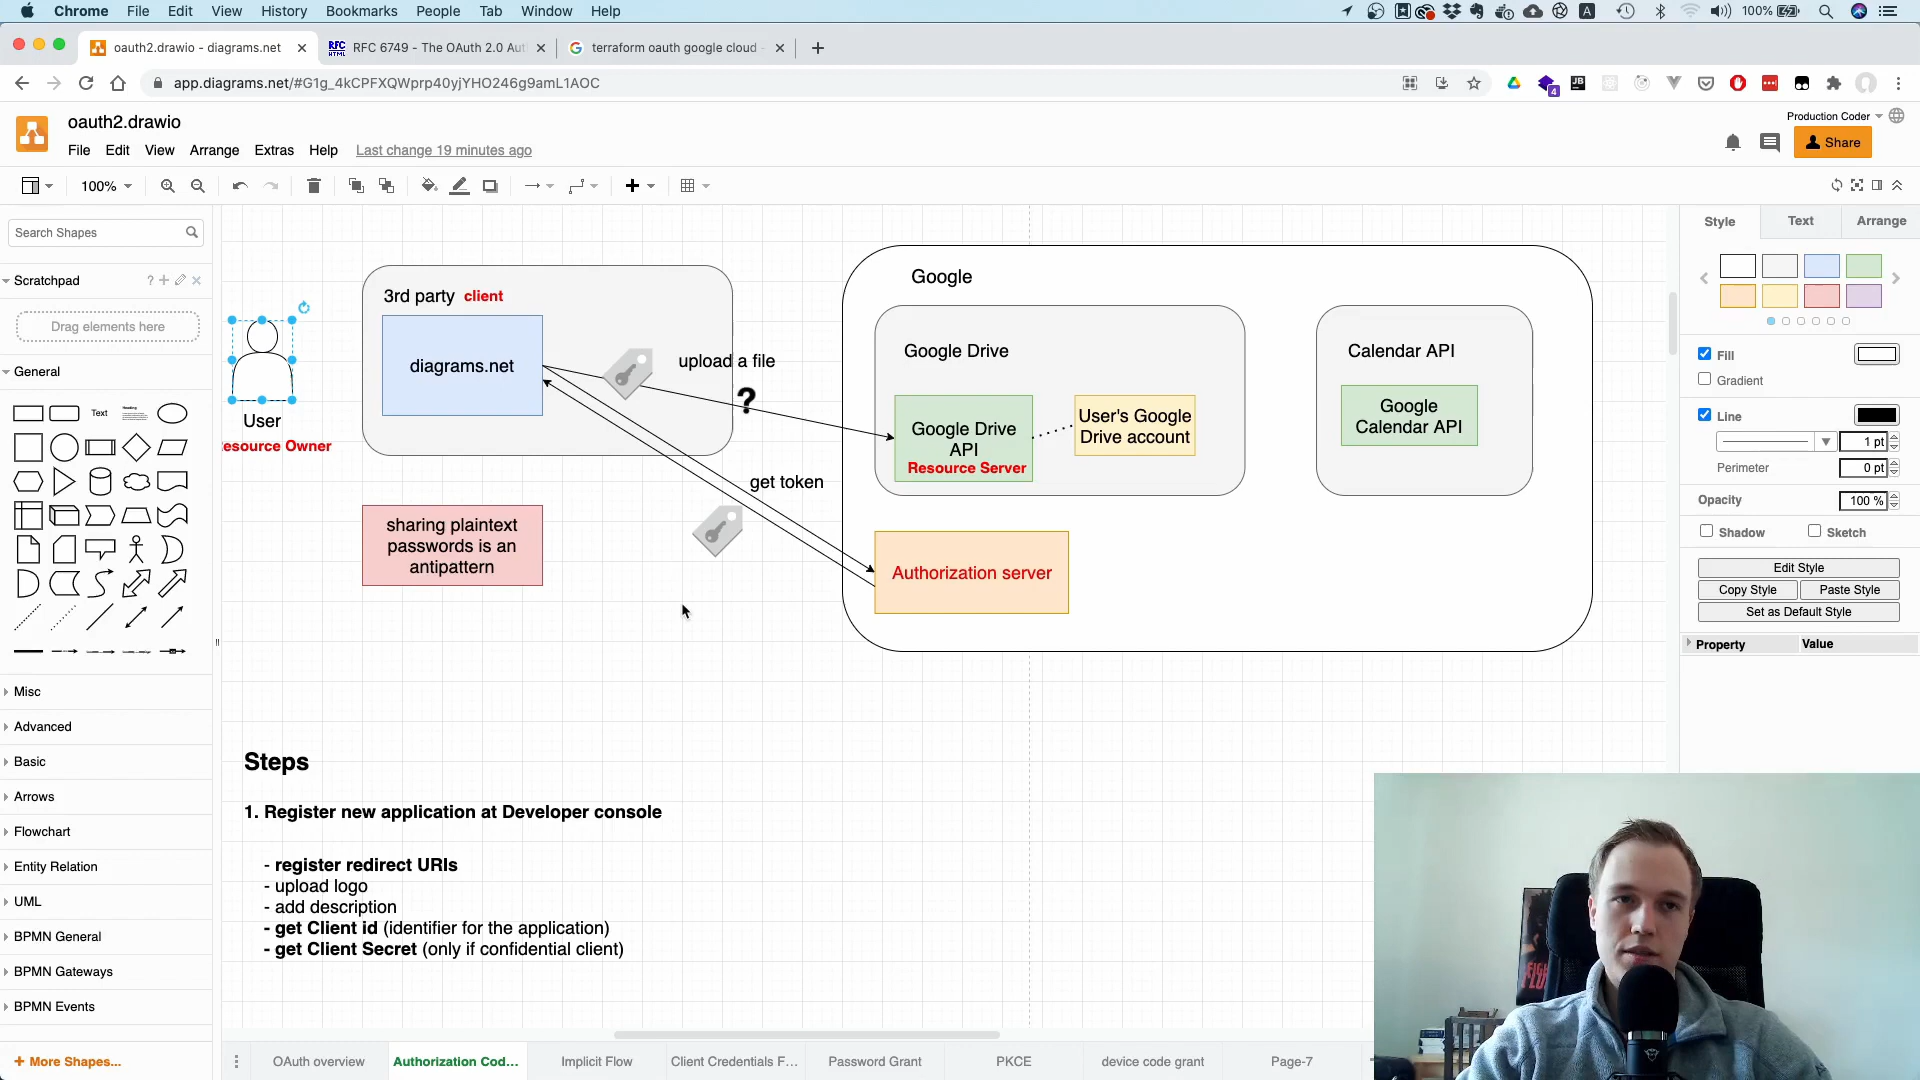 Chrome File Edit View History Bookmarks People Tab Window Help
A 100%
oauth2.drawio - diagrams.net
RFC HTML RFC 6749 - The OAuth 2.0 Aut
terraform oauth google cloud -
app.diagrams.net/#G1g_4kCPFXQWprp40yjYHO246g9amL1AOC
4 JB
oauth2.drawio
Production Coder
File Edit View Arrange Extras Help Last change 19 minutes ago
Share
100%
Search Shapes
Style Text Arrange
Scratchpad ?
Drag elements here
General
Text Heading
Misc
Advanced
Basic
Arrows
Flowchart
Entity Relation
UML
BPMN General
BPMN Gateways
BPMN Events
+ More Shapes...
User
esource Owner
3rd party client
diagrams.net
upload a file
?
get token
sharing plaintext
passwords is an
antipattern
Google
Google Drive
Google Drive
API
Resource Server
User's Google
Drive account
Calendar API
Google
Calendar API
Authorization server
Steps
1. Register new application at Developer console
- register redirect URIs
- upload logo
- add description
- get Client id (identifier for the application)
- get Client Secret (only if confidential client)
Fill
Gradient
Line
1 pt
Perimeter 0 pt
Opacity 100 %
Shadow Sketch
Edit Style
Copy Style Paste Style
Set as Default Style
Property Value
OAuth overview Authorization Cod... Implicit Flow Client Credentials F... Password Grant PKCE device code grant Page-7